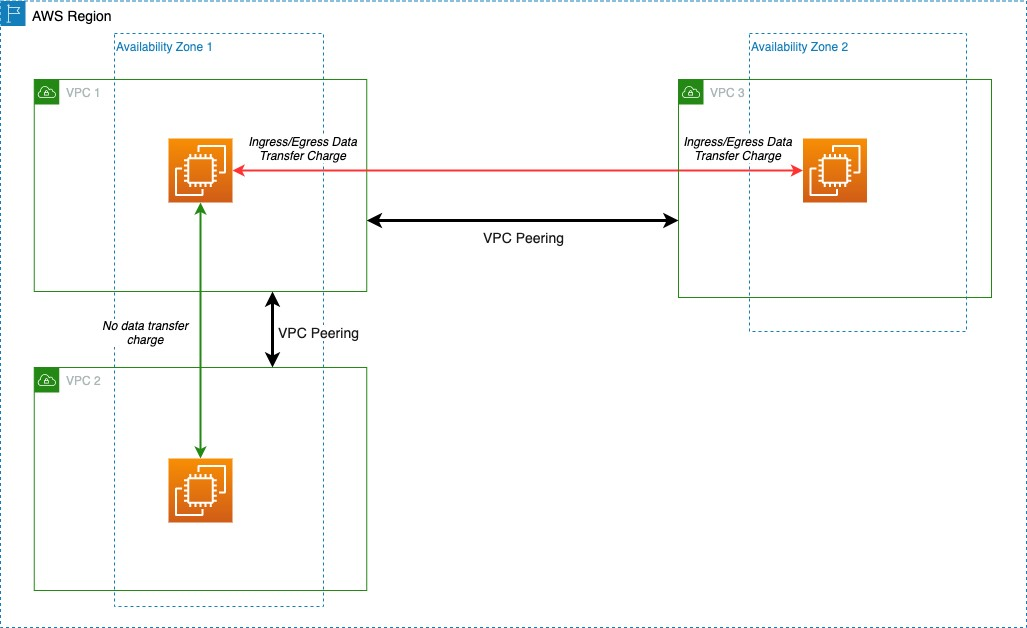 AWS Region
Availability Zone 1
Availability Zone 2
VPC 1
VPC 3
Ingress/Egress Data
Transfer Charge
Ingress/Egress Data
Transfer Charge
VPC Peering
No data transfer
charge
VPC Peering
VPC 2